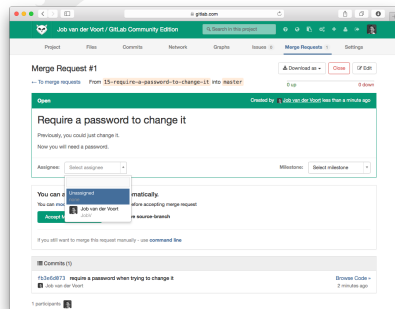 gitlab.com
Job van der Voort / GitLab Community Edition
Search in this project
Project Files Commits Network Graphs Issues 0 Merge Requests 1 Settings
Merge Request #1
Download as Close Edit
← To merge requests From 15-require-a-password-to-change-it into master
0 up 0 down
Open Created by Job van der Voort less than a minute ago
Require a password to change it
Previously, you could just change it.
Now you will need a password.
Assignee: Select assignee Milestone: Select milestone
Unassigned
Job van der Voort
You can a matically.
You can mod before accepting merge request
Accept M e source-branch
If you still want to merge this request manually - use command line
Commits (1)
fb3e6d073 require a password when trying to change it Browse Code »
Job van der Voort 2 minutes ago
1 participants